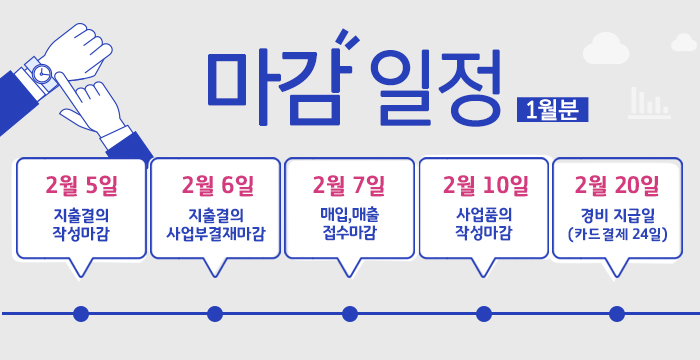 마감 일정
1월분
2월 5일
지출결의
작성마감
2월 6일
지출결의
사업부결재마감
2월 7일
매입,매출
접수마감
2월 10일
사업품의
작성마감
2월 20일
경비 지급일
(카드결제 24일)